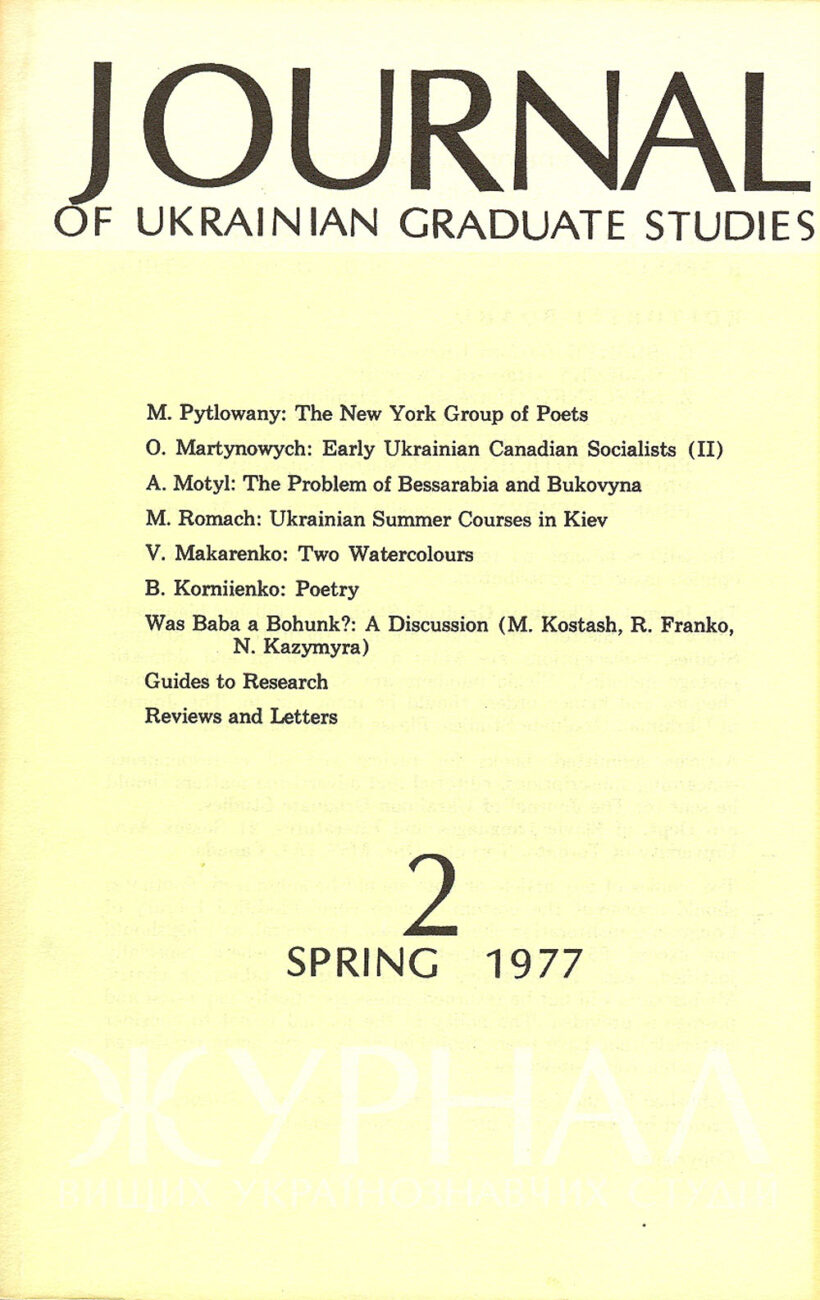 JOURNAL
OF UKRAINIAN GRADUATE STUDIES
M. Pytlowany: The New York Group of Poets
O. Martynowych: Early Ukrainian Canadian Socialists (II)
A. Motyl: The Problem of Bessarabia and Bukovyna
M. Romach: Ukrainian Summer Courses in Kiev
V. Makarenko: Two Watercolours
B. Korniienko: Poetry
Was Baba a Bohunk?: A Discussion (M. Kostash, R. Franko,
N. Kazymyra)
Guides to Research
Reviews and Letters
2
SPRING 1977
ЖУРНАЛ
ВИЩИХ УКРАЇНОЗНАВЧИХ СТУДІЙ